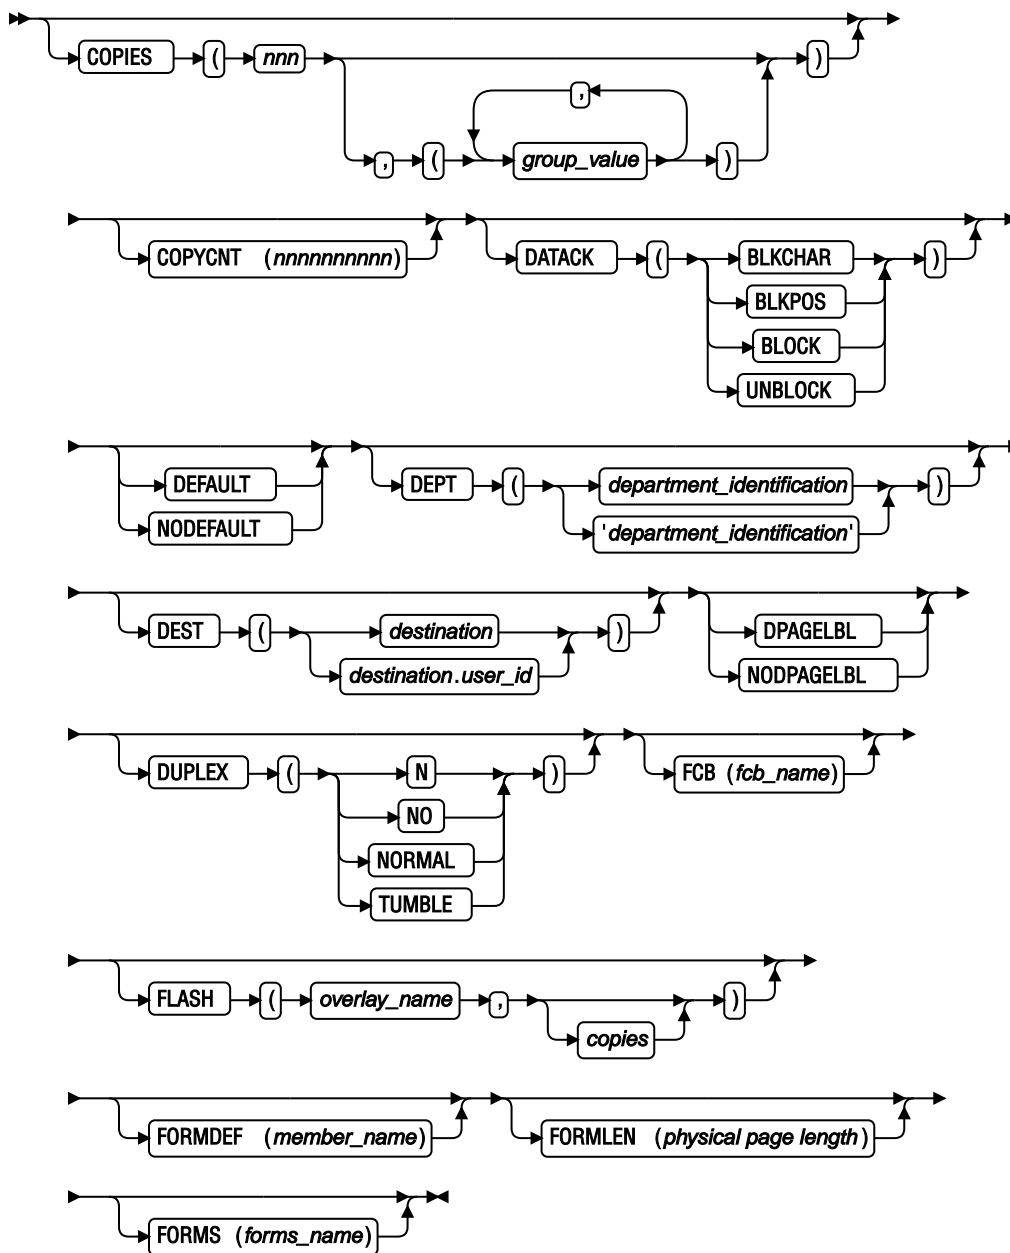 COPIES ( nnn )
,
, ( group_value )
COPYCNT (nnnnnnnnnn) DATACK ( BLKCHAR )
BLKPOS
BLOCK
UNBLOCK
DEFAULT DEPT ( department_identification )
NODEFAULT 'department_identification'
DEST ( destination ) DPAGELBL
destination.user_id NODPAGELBL
DUPLEX ( N ) FCB (fcb_name)
NO
NORMAL
TUMBLE
FLASH ( overlay_name , )
copies
FORMDEF (member_name) FORMLEN (physical page length)
FORMS (forms_name)